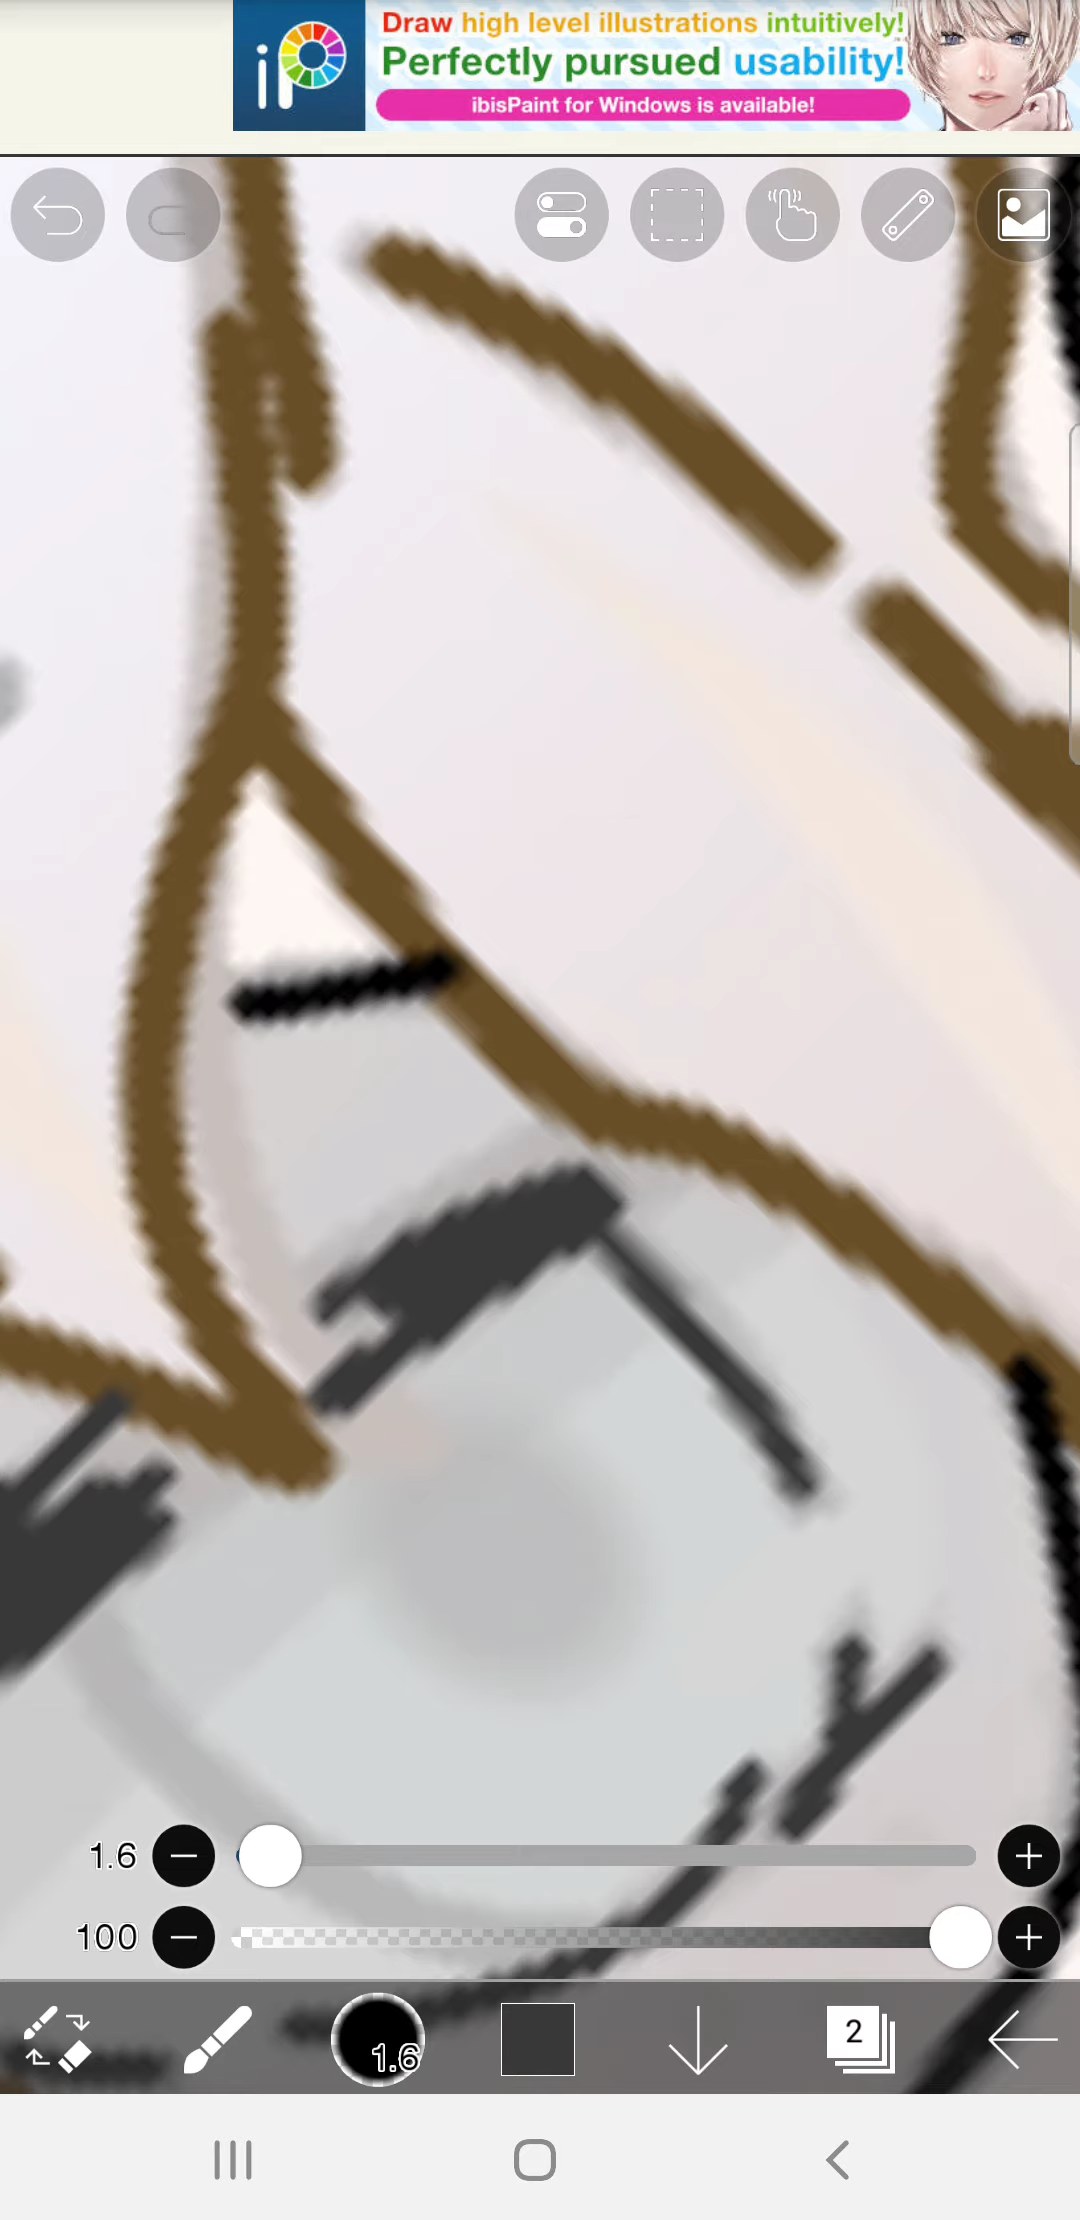 Draw high level illustrations intuitively!
iP
Perfectly pursued usability!
ibisPaint for Windows is available!
1.6
100
1.6
2